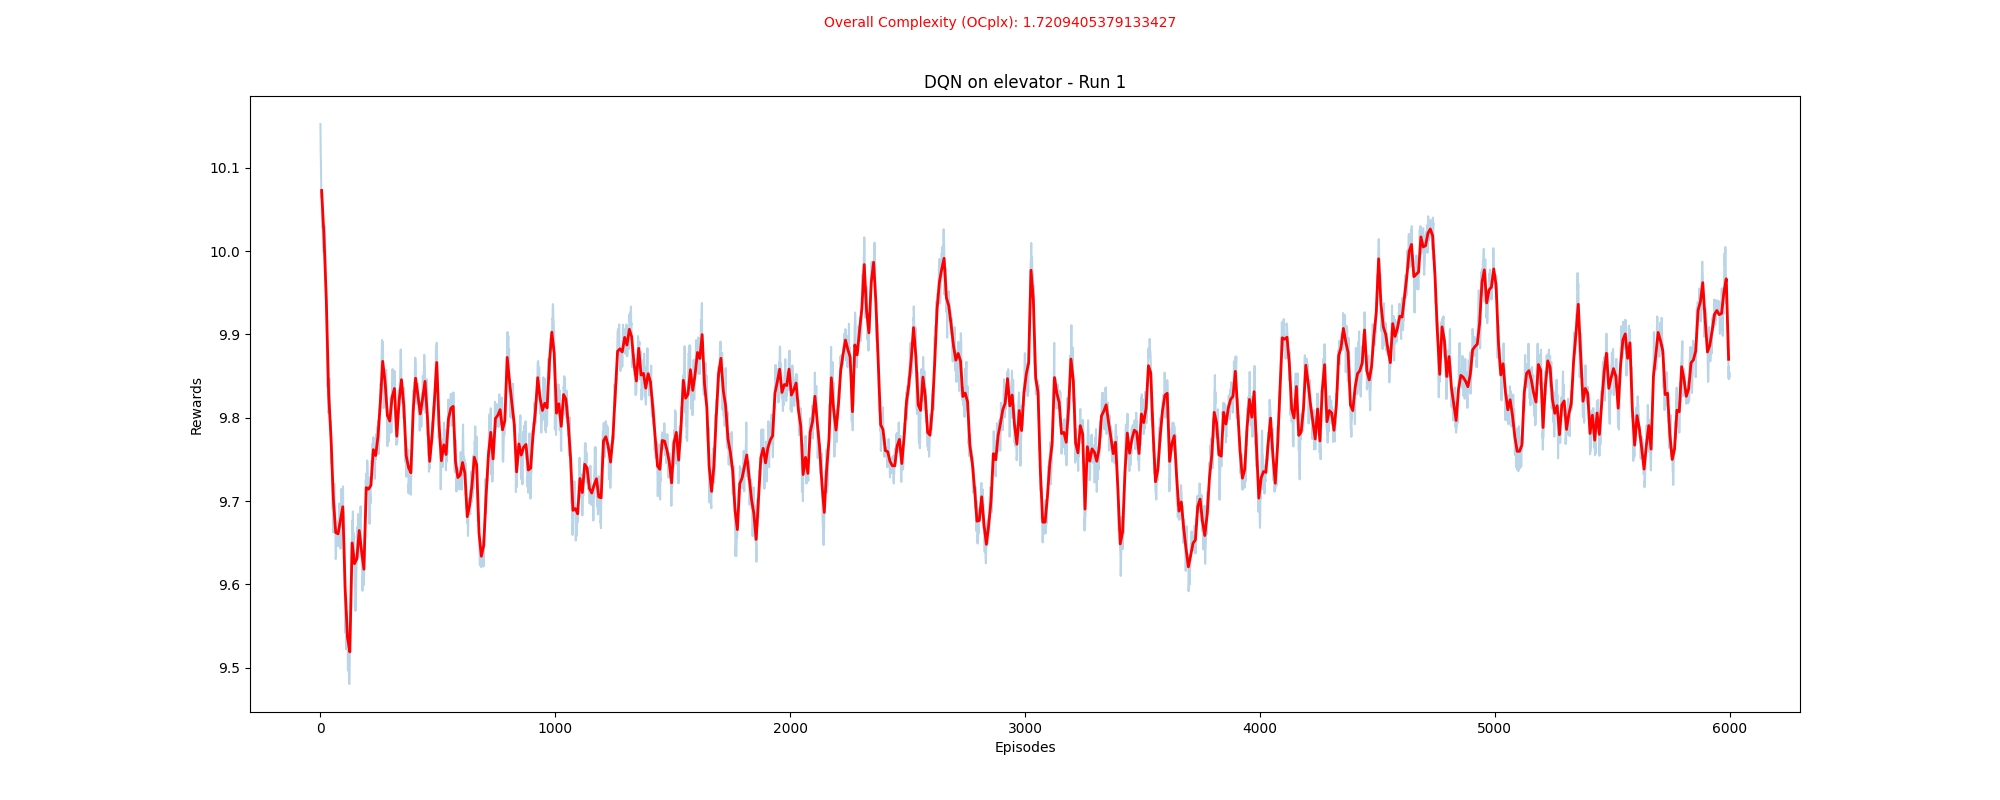 Overall Complexity (OCplx): 1.7209405379133427
DQN on elevator - Run 1
Rewards
10.1
10.0
9.9
9.8
9.7
9.6
9.5
0 1000 2000 3000 4000 5000 6000
Episodes